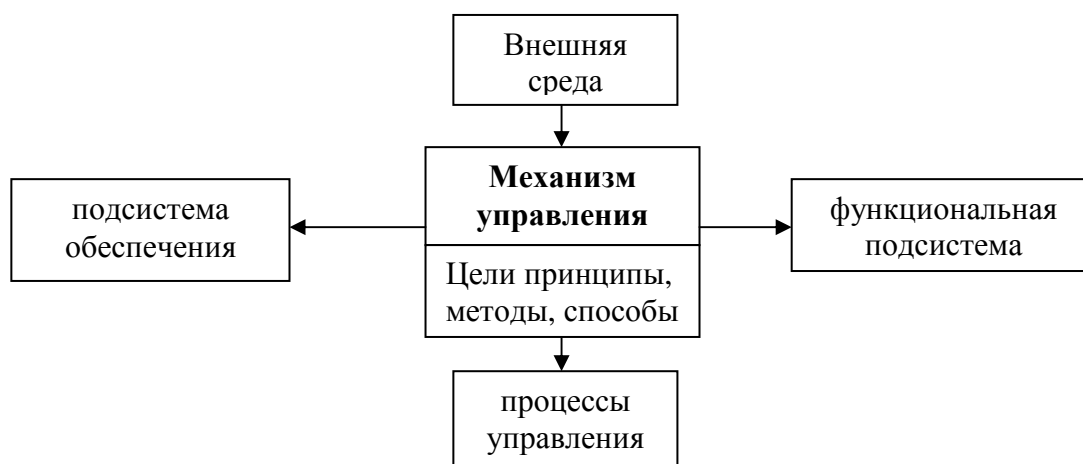 Внешняя
среда
Механизм
управления
подсистема
обеспечения
функциональная
подсистема
Цели принципы,
методы, способы
процессы
управления